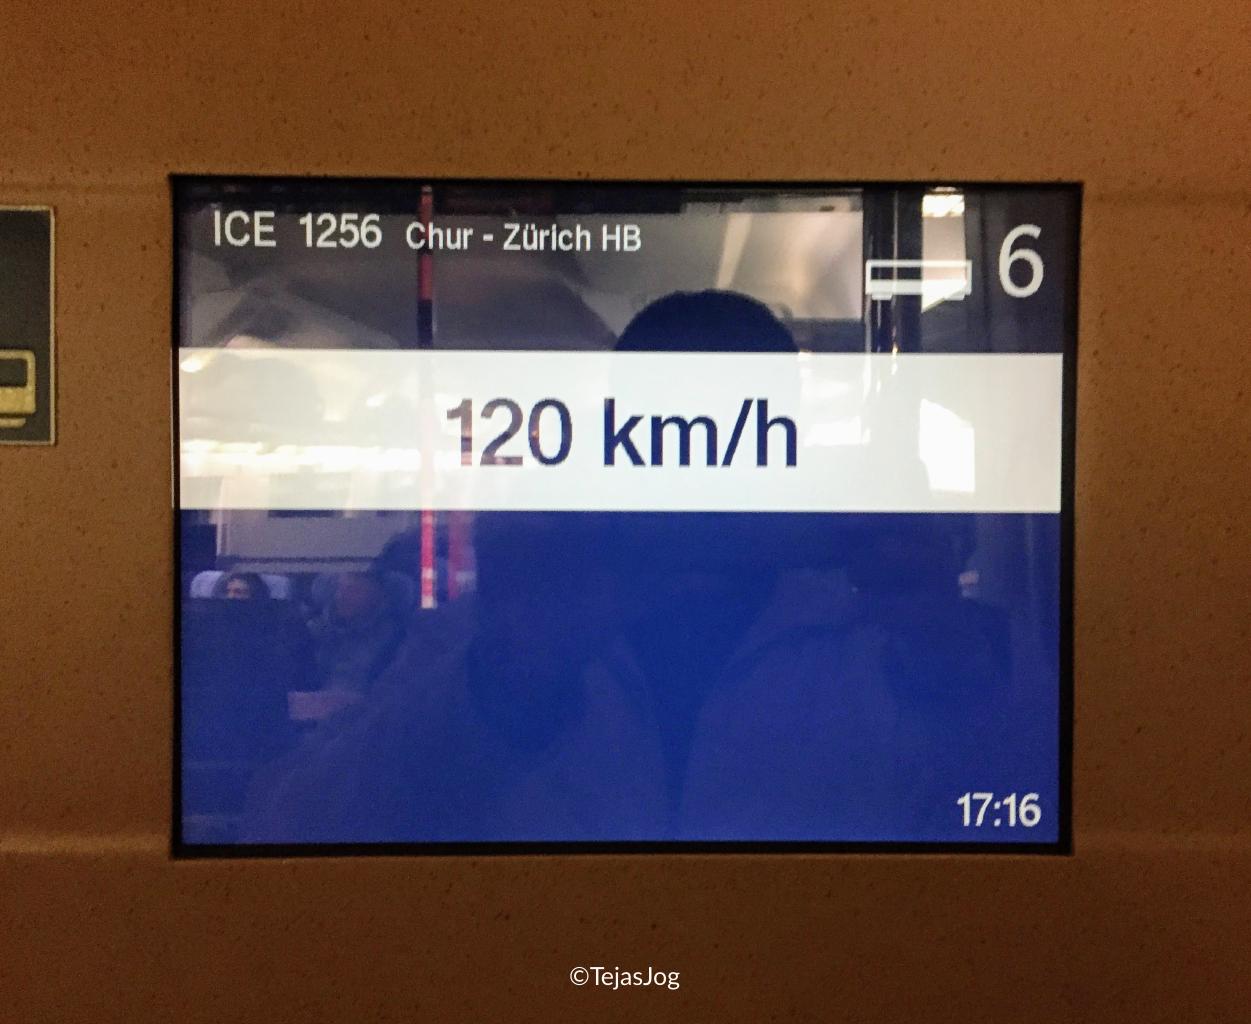 ICE 1256 Chur - Zürich HB
6
120 km/h
17:16
©TejasJog